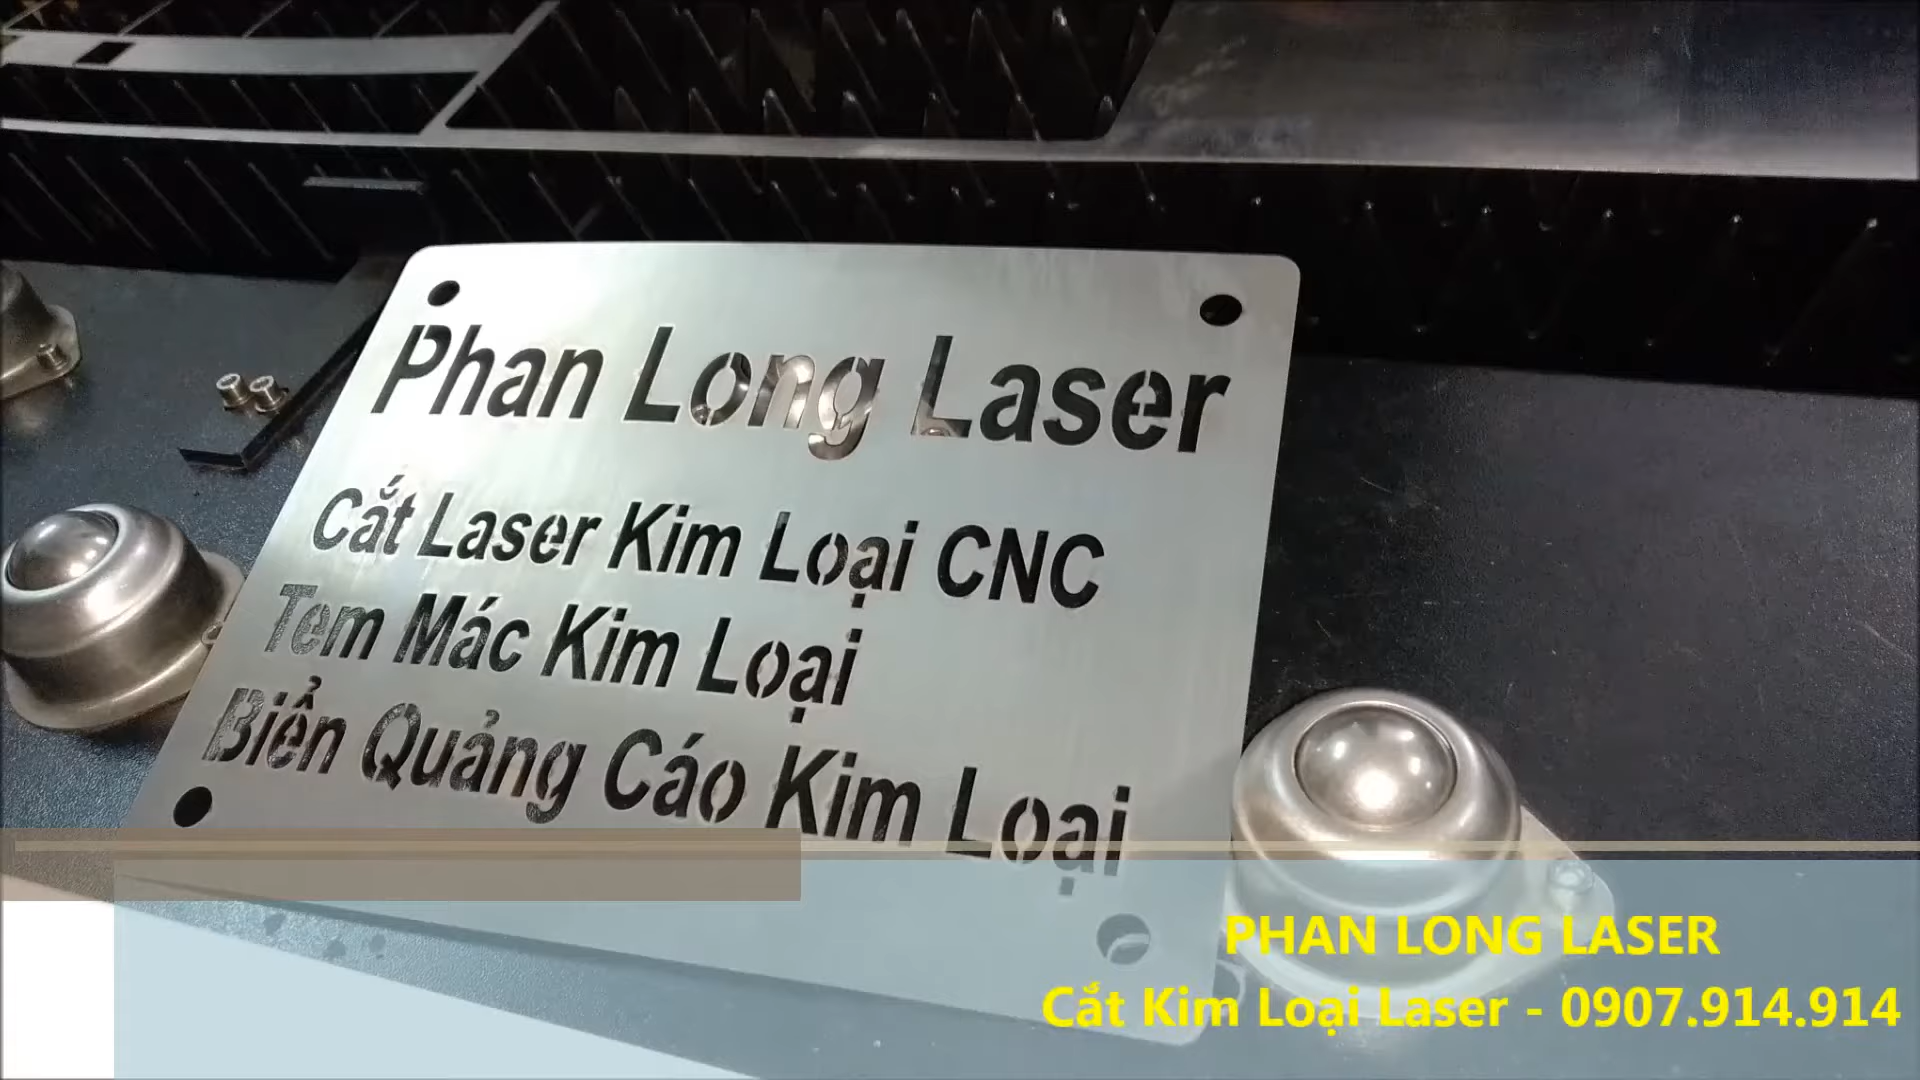 Phan Long Laser
Cắt Laser Kim Loại CNC
Tem Mác Kim Loại
Biển Quảng Cáo Kim Loại
PHAN LONG LASER
Cắt Kim Loại Laser - 0907.914.914